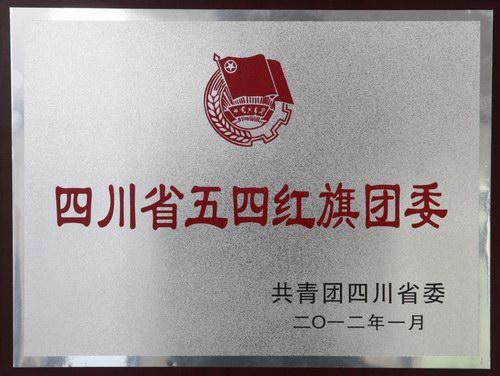 四川省五四红旗团委
共青团四川省委
二〇一二年一月